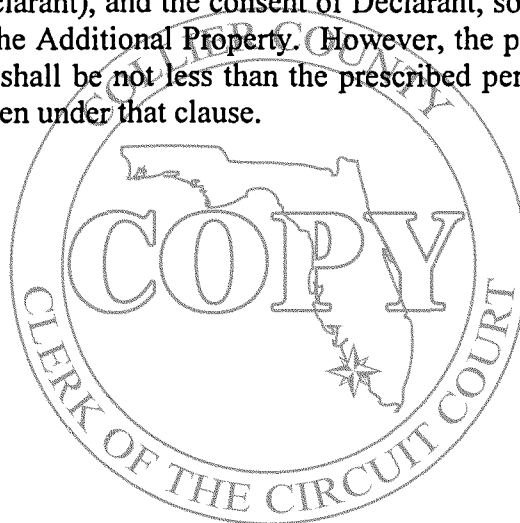 clarant), and the consent of Declarant, so
he Additional Property. However, the p
shall be not less than the prescribed per
en under that clause.
COLLIER COUNTY
COPY
CLERK OF THE CIRCUIT COURT